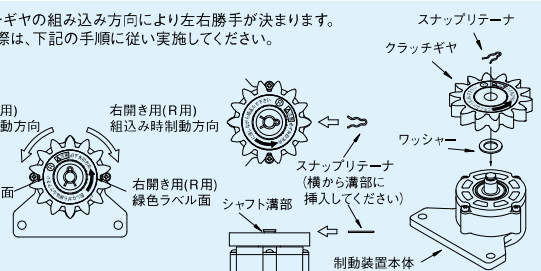 ギヤの組み込み方向により左右勝手が決まります。
際は、下記の手順に従い実施してください。
スナップリテーナ
クラッチギヤ
用)
動方向
右開き用(R用)
組込み時制動方向
ワッシャー
スナップリテーナ
(横から溝部に
挿入してください)
面
右開き用(R用)
緑色ラベル面
シャフト溝部
制動装置本体